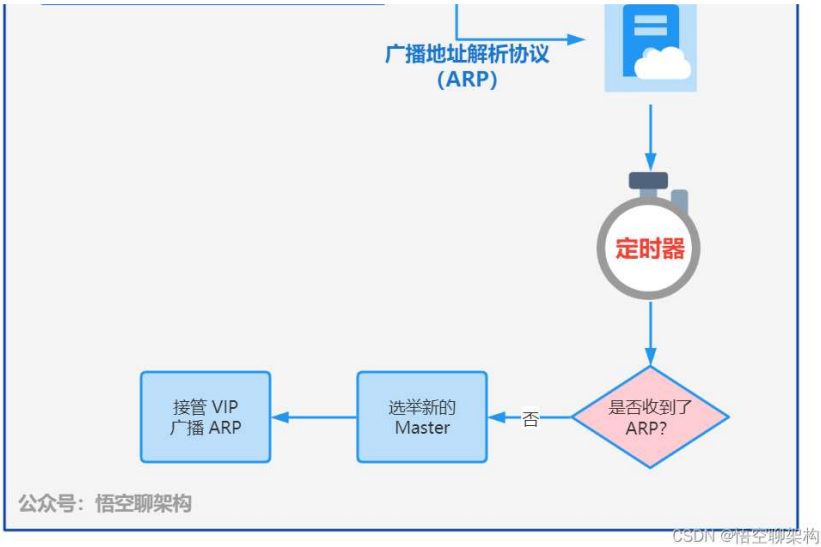 广播地址解析协议
（ARP）
定时器
是否收到了
ARP?
否
选举新的
Master
接管 VIP
广播 ARP
公众号：悟空聊架构
CSDN @悟空聊架构